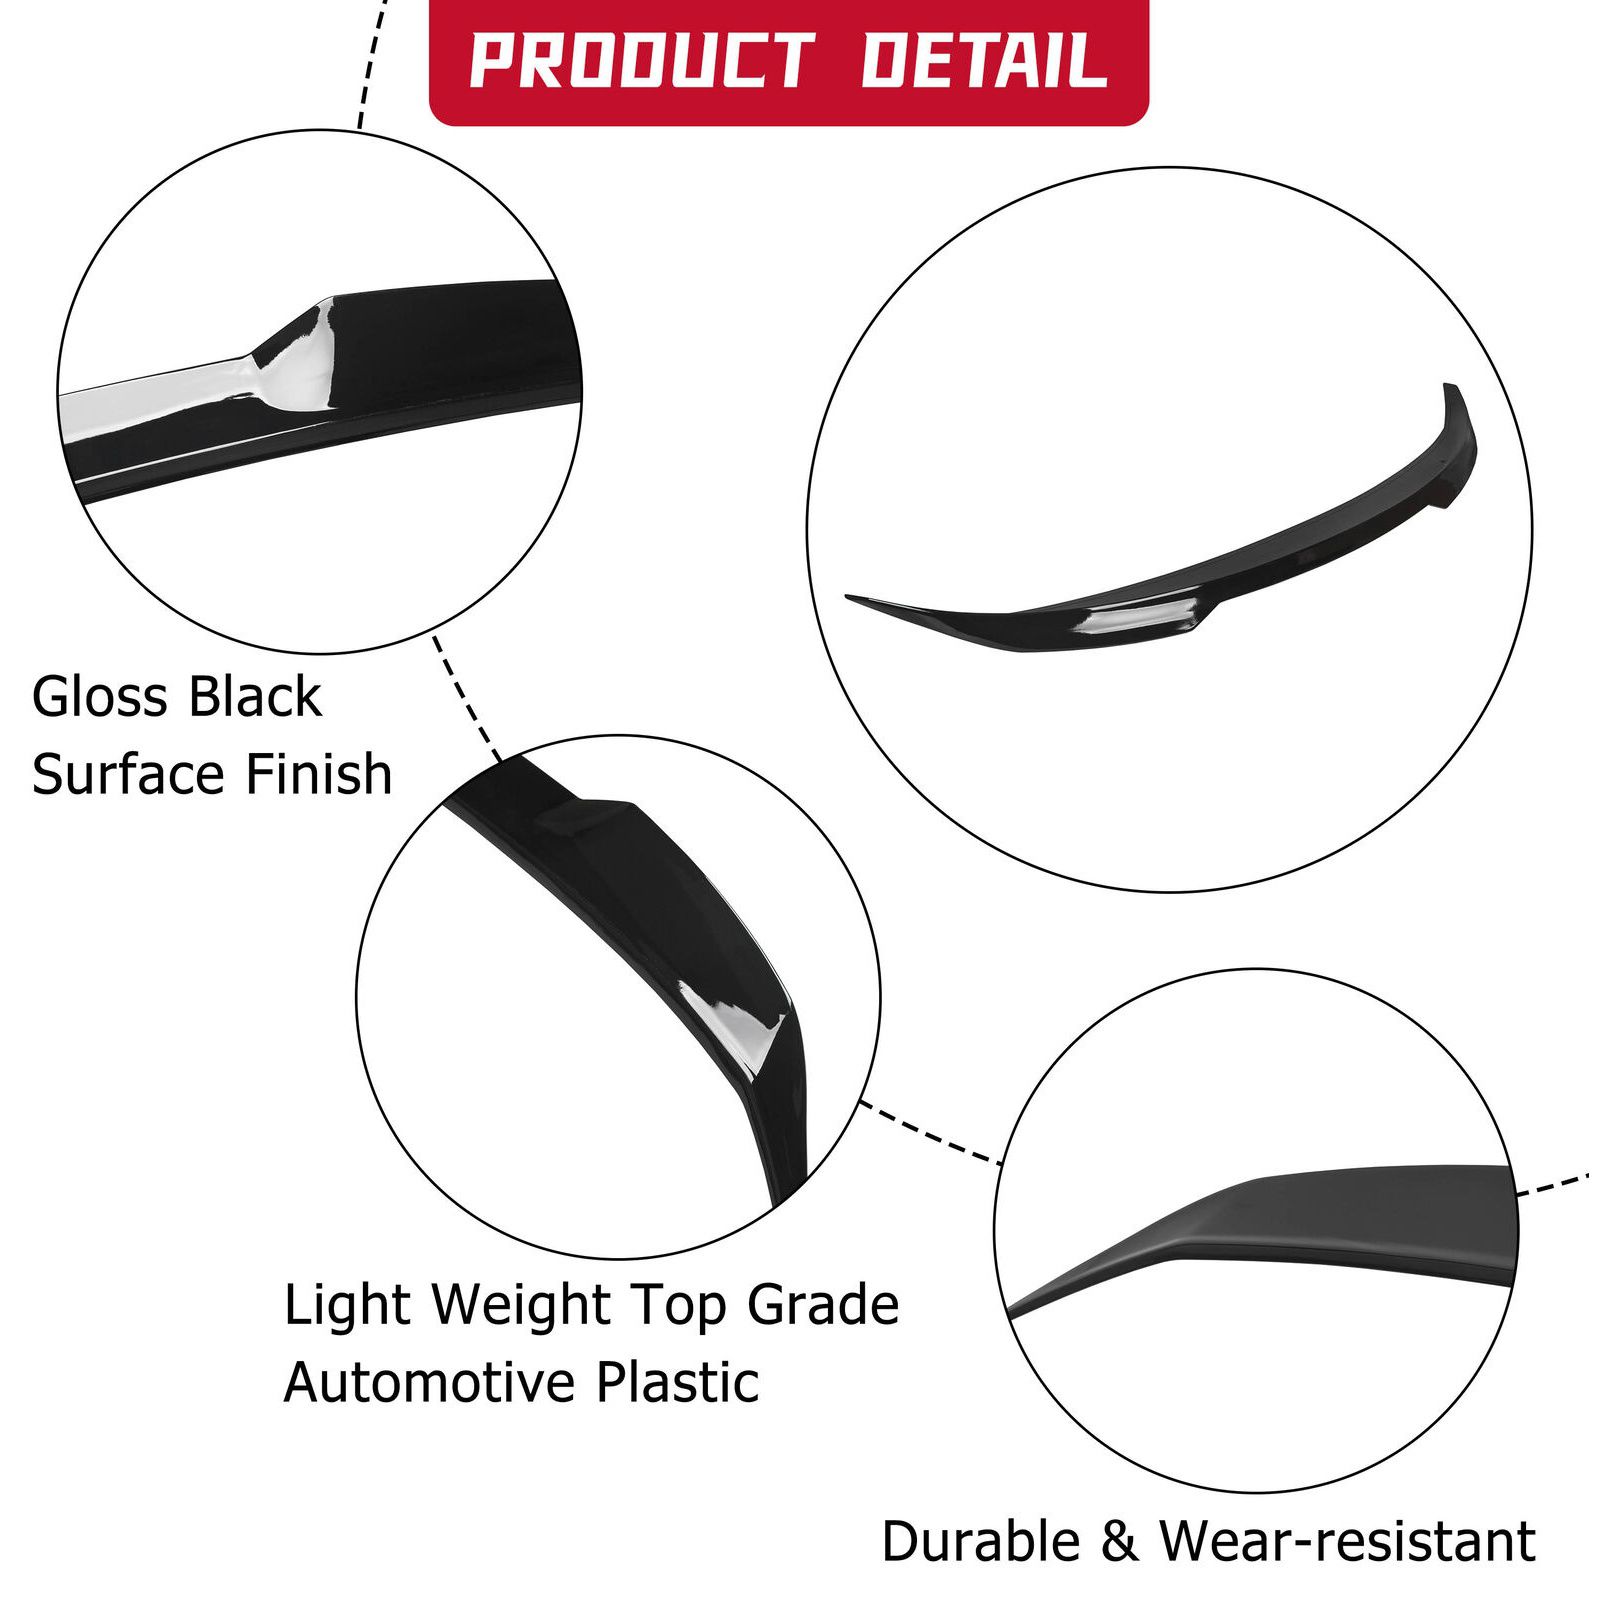 PRODUCT DETAIL
Gloss Black
Surface Finish
Light Weight Top Grade
Automotive Plastic
Durable & Wear-resistant